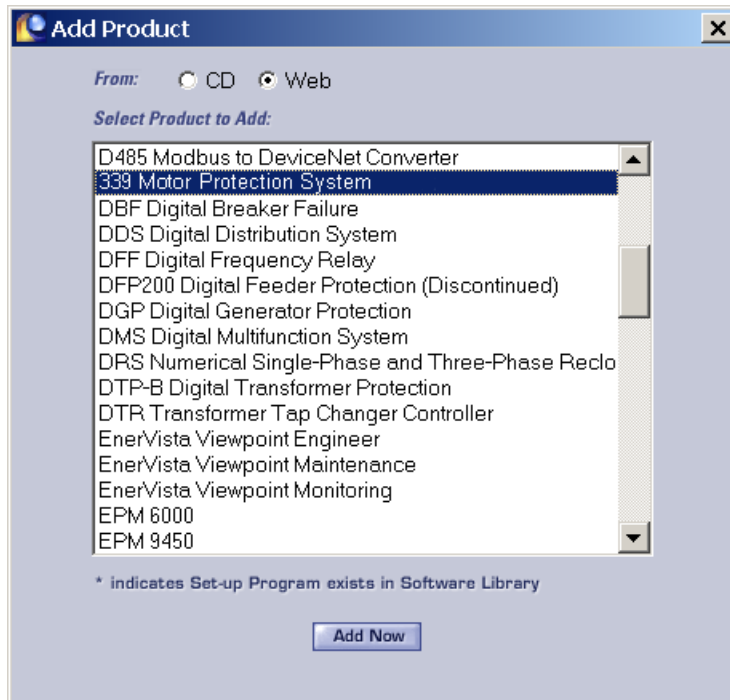 Add Product
From: CD Web
Select Product to Add:
D485 Modbus to DeviceNet Converter
339 Motor Protection System
DBF Digital Breaker Failure
DDS Digital Distribution System
DFF Digital Frequency Relay
DFP200 Digital Feeder Protection (Discontinued)
DGP Digital Generator Protection
DMS Digital Multifunction System
DRS Numerical Single-Phase and Three-Phase Reclo
DTP-B Digital Transformer Protection
DTR Transformer Tap Changer Controller
EnerVista Viewpoint Engineer
EnerVista Viewpoint Maintenance
EnerVista Viewpoint Monitoring
EPM 6000
EPM 9450
* indicates Set-up Program exists in Software Library
Add Now